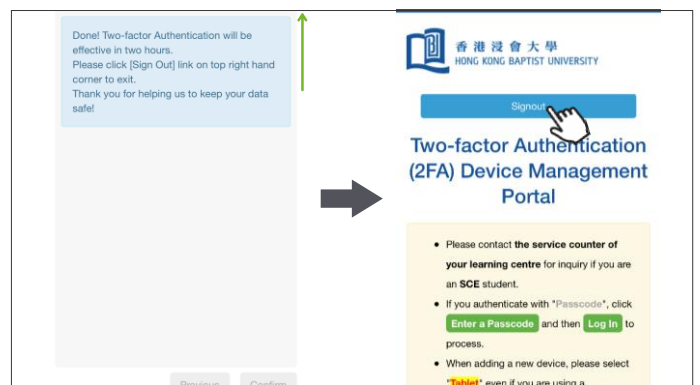 Done! Two-factor Authentication will be
effective in two hours.
Please click [Sign Out] link on top right hand
corner to exit.
Thank you for helping us to keep your data
safe!
Previous
Confirm
香港浸會大學
HONG KONG BAPTIST UNIVERSITY
Signout
Two-factor Authentication
(2FA) Device Management
Portal
• Please contact the service counter of
your learning centre for inquiry if you are
an SCE student.
• If you authenticate with "Passcode", click
Enter a Passcode and then Log In to
process.
• When adding a new device, please select
"Tablet" even if you are using a